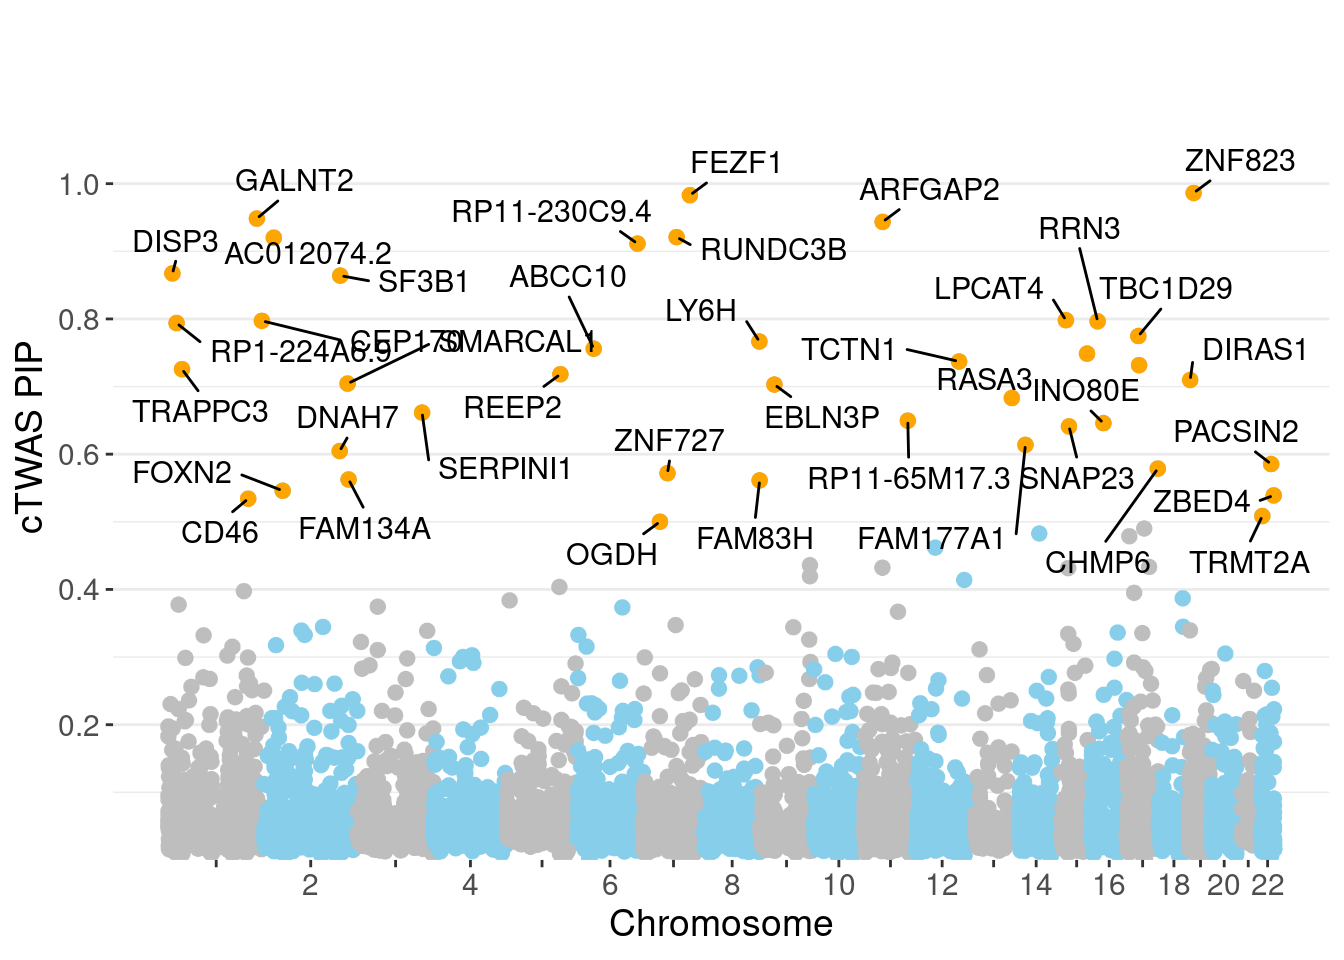 FEZF1
ZNF823
GALNT2
1.0
ARFGAP2
RP11-230C9.4
RRN3
DISP3
AC012074.2
RUNDC3B
SF3B1
ABCC10
LPCAT4
TBC1D29
LY6H
0.8
CEP170
SMARCAL1
RP1-224A6.9
TCTN1
DIRAS1
RASA3
INO80E
TRAPPC3
DNAH7
REEP2
EBLN3P
PACSIN2
ZNF727
0.6
FOXN2
SERPINI1
RP11-65M17.3
SNAP23
ZBED4
CD46
FAM134A
OGDH
FAM83H
FAM177A1
CHMP6
TRMT2A
0.4
0.2
cTWAS PIP
2
4
6
8
10
12
14
16
18
20
22
Chromosome